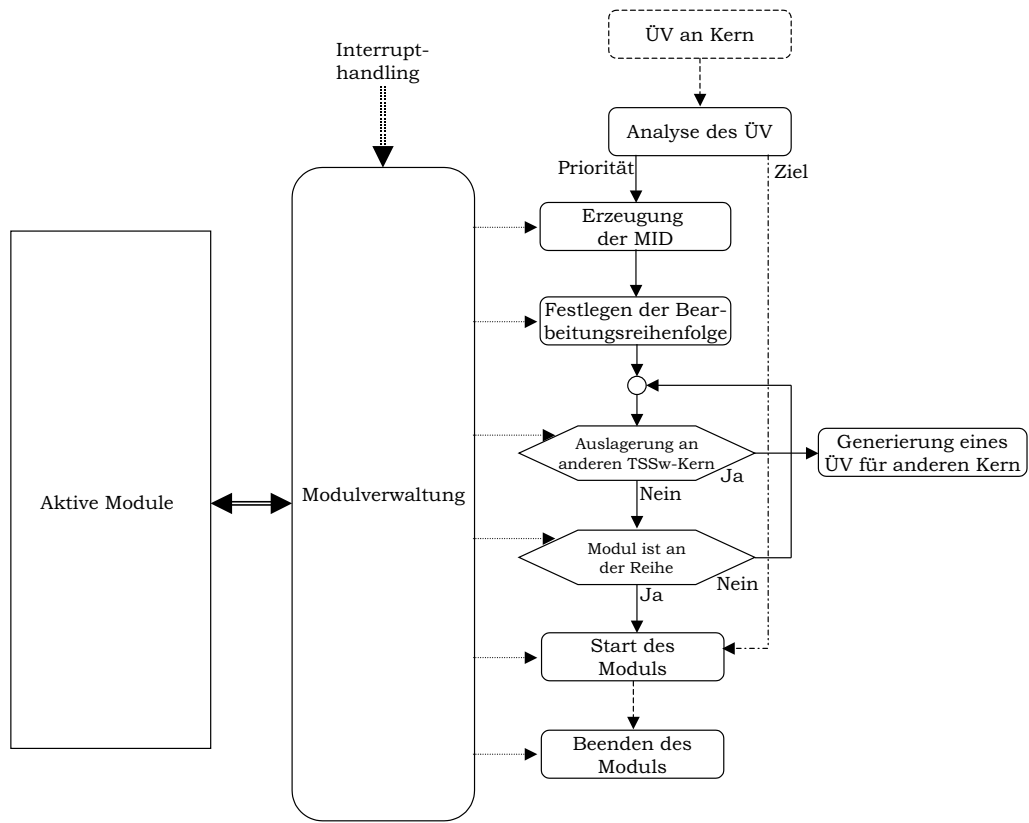 ÜV an Kern
Interrupt-
handling
Analyse des ÜV
Priorität
Ziel
Erzeugung
der MID
Festlegen der Bear-
beitungsreihenfolge
Auslagerung an
anderen TSSw-Kern
Ja
Generierung eines
ÜV für anderen Kern
Nein
Aktive Module
Modulverwaltung
Modul ist an
der Reihe
Nein
Ja
Start des
Moduls
Beenden des
Moduls